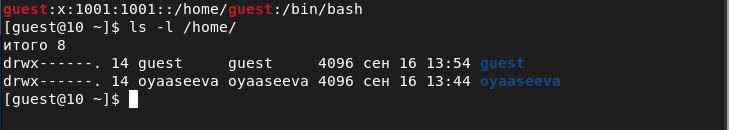 guest:x:1001:1001::/home/guest:/bin/bash
[guest@10 ~]$ ls -l /home/
итого 8
drwx------. 14 guest     guest     4096 сен 16 13:54 guest
drwx------. 14 oyaaseeva oyaaseeva 4096 сен 16 13:44 oyaaseeva
[guest@10 ~]$